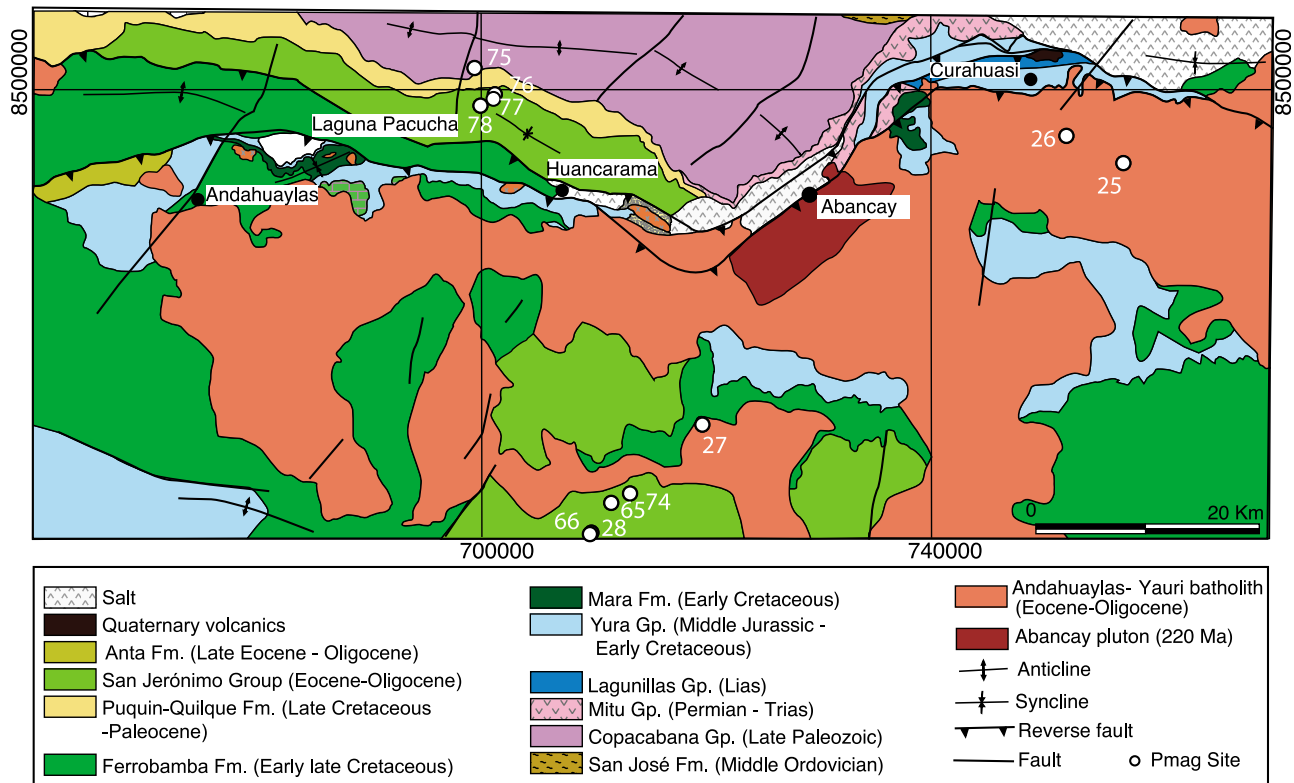 75
Curahuasi
8500000
8500000
76
77
Laguna Pacucha
78
26
Huancarama
25
Andahuaylas
Abancay
27
74
65
66
28
0
20 Km
700000
740000
Salt
Quaternary volcanics
Anta Fm. (Late Eocene - Oligocene)
San Jerónimo Group (Eocene-Oligocene)
Puquin-Quilque Fm. (Late Cretaceous
-Paleocene)
Ferrobamba Fm. (Early late Cretaceous)
Mara Fm. (Early Cretaceous)
Yura Gp. (Middle Jurassic -
Early Cretaceous)
Lagunillas Gp. (Lias)
Mitu Gp. (Permian - Trias)
Copacabana Gp. (Late Paleozoic)
San José Fm. (Middle Ordovician)
Andahuaylas- Yauri batholith
(Eocene-Oligocene)
Abancay pluton (220 Ma)
Anticline
Syncline
Reverse fault
Fault
Pmag Site